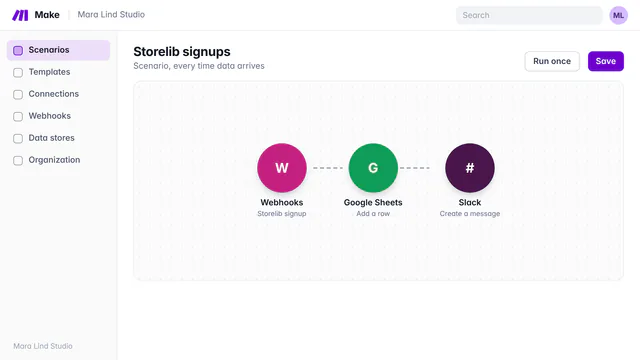 Make
Mara Lind Studio
Search
ML
Scenarios
Templates
Connections
Webhooks
Data stores
Organization
Mara Lind Studio
Storelib signups
Scenario, every time data arrives
Run once
Save
W
G
#
Webhooks
Google Sheets
Slack
Storelib signup
Add a row
Create a message